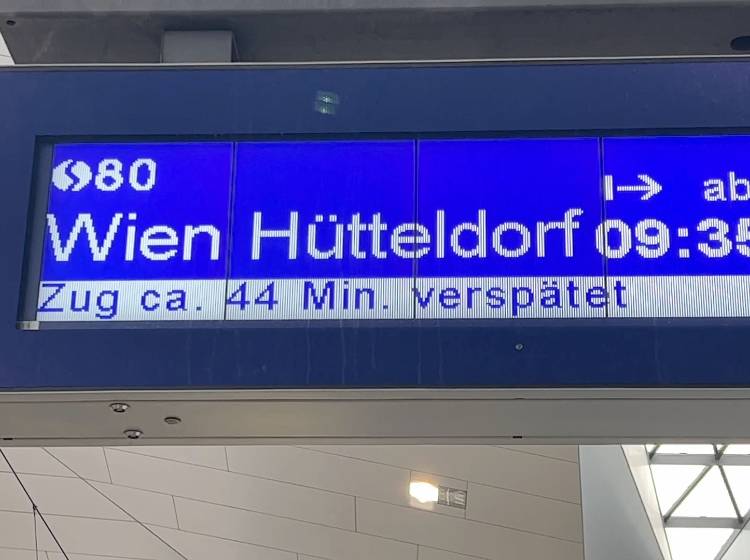 80
ab
Wien Hütteldorf 09:35
Zug ca. 44 Min. verspätet